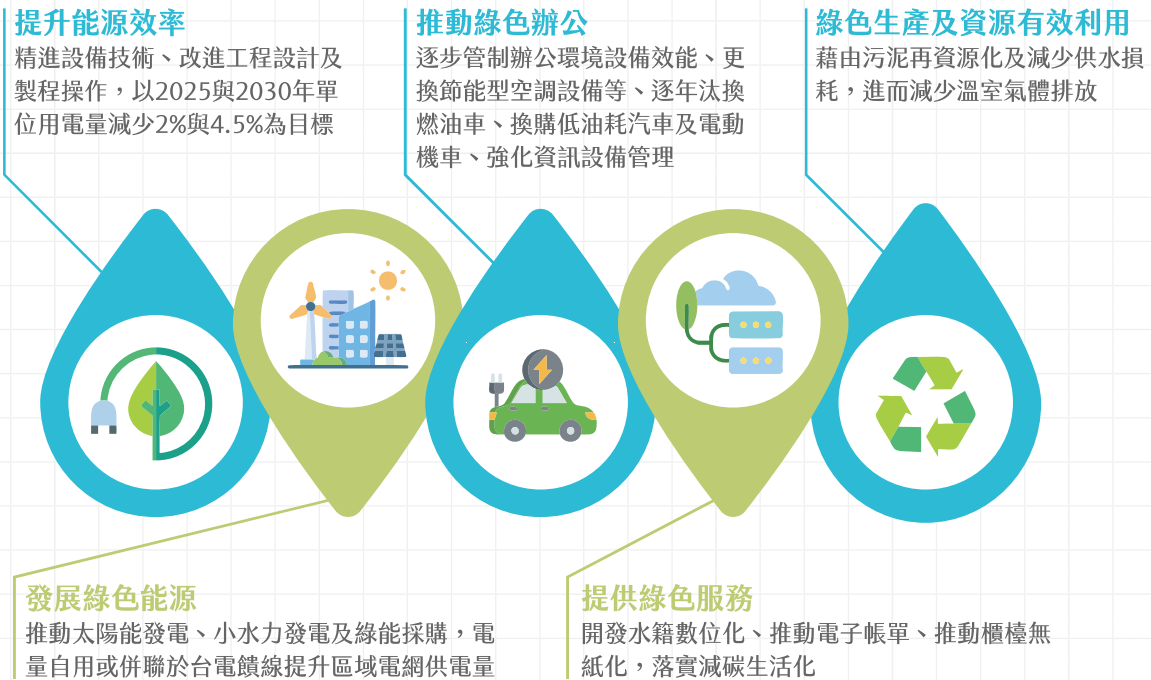 提升能源效率
精進設備技術、改進工程設計及
製程操作，以2025與2030年單
位用電量減少2%與4.5%為目標
推動綠色辦公
逐步管制辦公環境設備效能、更
換節能型空調設備等、逐年汰換
燃油車、換購低油耗汽車及電動
機車、強化資訊設備管理
綠色生產及資源有效利用
藉由污泥再資源化及減少供水損
耗，進而減少溫室氣體排放
發展綠色能源
推動太陽能發電、小水力發電及綠能採購，電
量自用或併聯於台電饋線提升區域電網供電量
提供綠色服務
開發水籍數位化、推動電子帳單、推動櫃檯無
紙化，落實減碳生活化